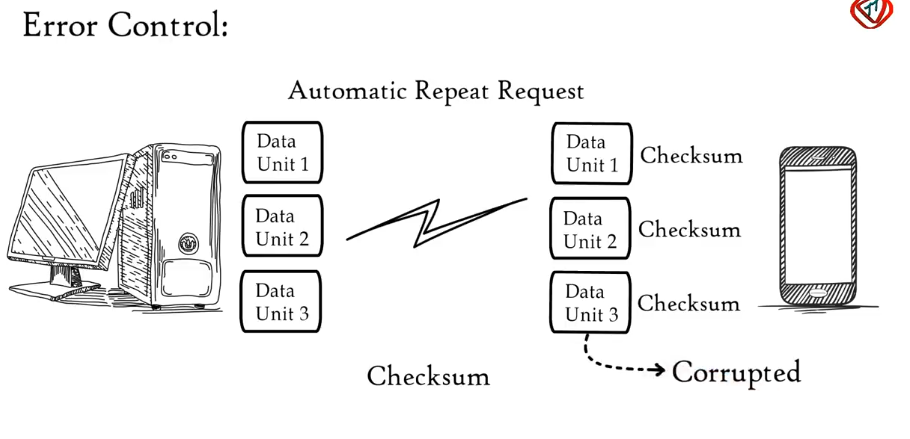 Error Control:
Automatic Repeat Request
Data
Unit 1
Data
Unit 2
Data
Unit 3
Data
Unit 1
Checksum
Data
Unit 2
Checksum
Data
Unit 3
Checksum
Corrupted
Checksum